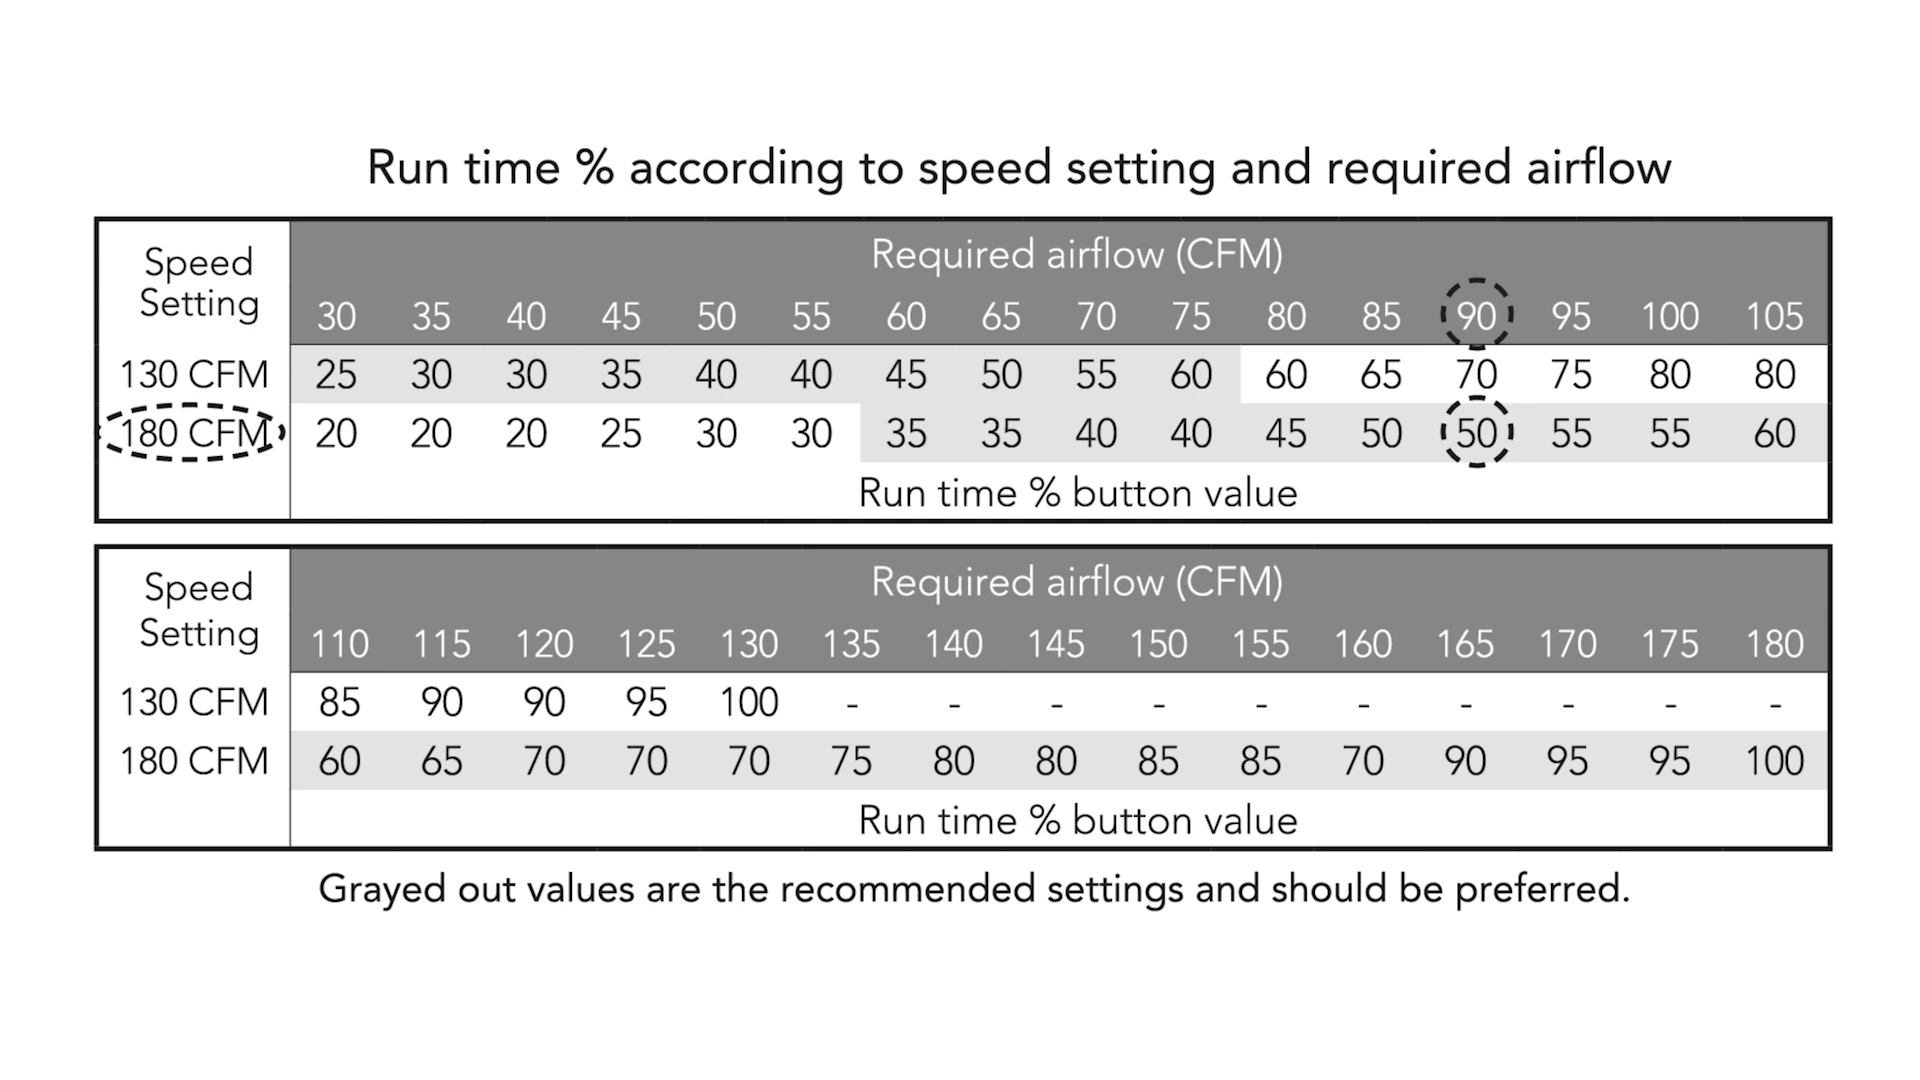 Run time % according to speed setting and required airflow
Speed Setting
Required airflow (CFM)
30 35 40 45 50 55 60 65 70 75 80 85 90 95 100 105
130 CFM 25 30 30 35 40 40 45 50 55 60 60 65 70 75 80 80
180 CFM 20 20 20 25 30 30 35 35 40 40 45 50 50 55 55 60
Run time % button value
Speed Setting
Required airflow (CFM)
110 115 120 125 130 135 140 145 150 155 160 165 170 175 180
130 CFM 85 90 90 95 100 - - - - - - - - - -
180 CFM 60 65 70 70 70 75 80 80 85 85 70 90 95 95 100
Run time % button value
Grayed out values are the recommended settings and should be preferred.